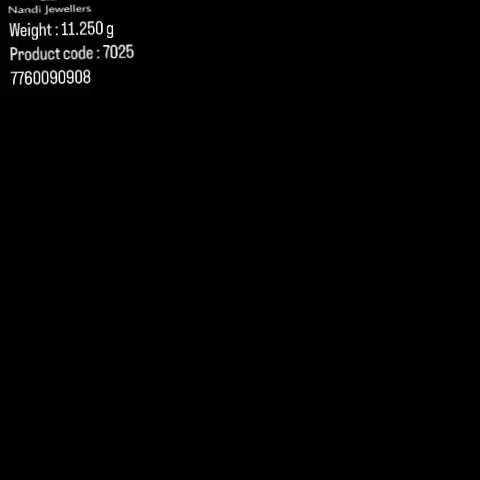 Nandi Jewellers
Weight : 11.250 g
Product code : 7025
7760090908